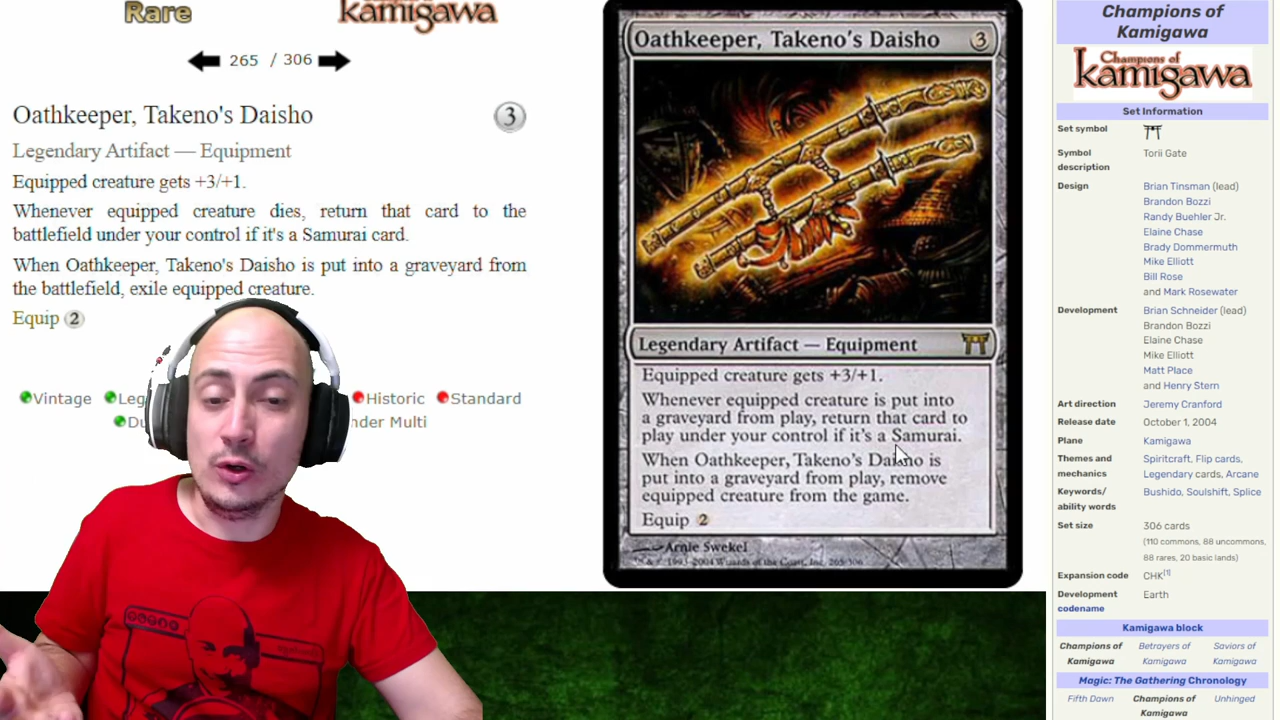 Rare
Champions of
kamigawa
265 / 306
Oathkeeper, Takeno's Daisho
3
Legendary Artifact — Equipment
Equipped creature gets +3/+1.
Whenever equipped creature dies, return that card to the
battlefield under your control if it's a Samurai card.
When Oathkeeper, Takeno's Daisho is put into a graveyard from
the battlefield, exile equipped creature.
Equip 2
Vintage
Leg
Historic
Standard
Du
nder Multi
Oathkeeper, Takeno's Daisho 3
Legendary Artifact — Equipment
Equipped creature gets +3/+1.
Whenever equipped creature is put into
a graveyard from play, return that card to
play under your control if it's a Samurai.
When Oathkeeper, Takeno's Daisho is
put into a graveyard from play, remove
equipped creature from the game.
Equip 2
Arnie Swekel
Champions of
Kamigawa
Champions of
kamigawa
Set Information
Set symbol
Symbol description Torii Gate
Design Brian Tinsman (lead)
Brandon Bozzi
Randy Buehler Jr.
Elaine Chase
Brady Dommermuth
Mike Elliott
Bill Rose
and Mark Rosewater
Development Brian Schneider (lead)
Brandon Bozzi
Elaine Chase
Mike Elliott
Matt Place
and Henry Stern
Art direction Jeremy Cranford
Release date October 1, 2004
Plane Kamigawa
Themes and Spiritcraft, Flip cards,
mechanics Legendary cards, Arcane
Keywords/ Bushido, Soulshift, Splice
ability words
Set size 306 cards
(110 commons, 88 uncommons,
88 rares, 20 basic lands)
Expansion code CHK[1]
Development Earth
codename
Kamigawa block
Champions of Betrayers of Saviors of
Kamigawa Kamigawa Kamigawa
Magic: The Gathering Chronology
Fifth Dawn Champions of Unhinged
Kamigawa